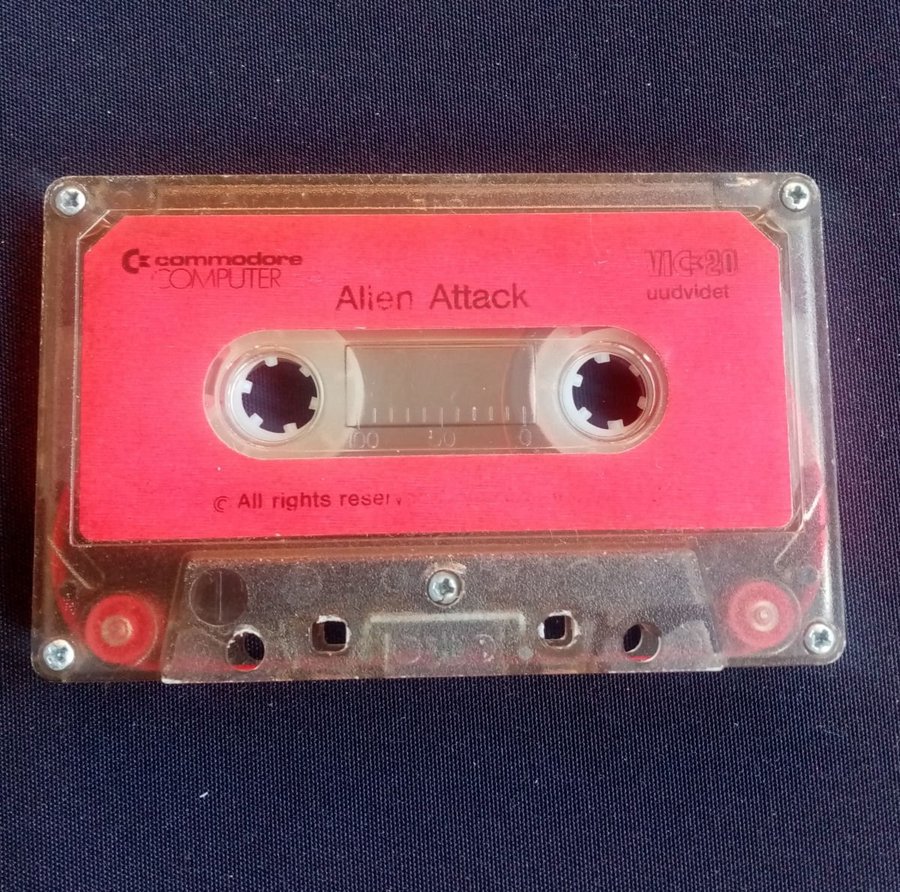 commodore
COMPUTER
VIC-20
uudvidet
Alien Attack
100 50 0
© All rights reserv